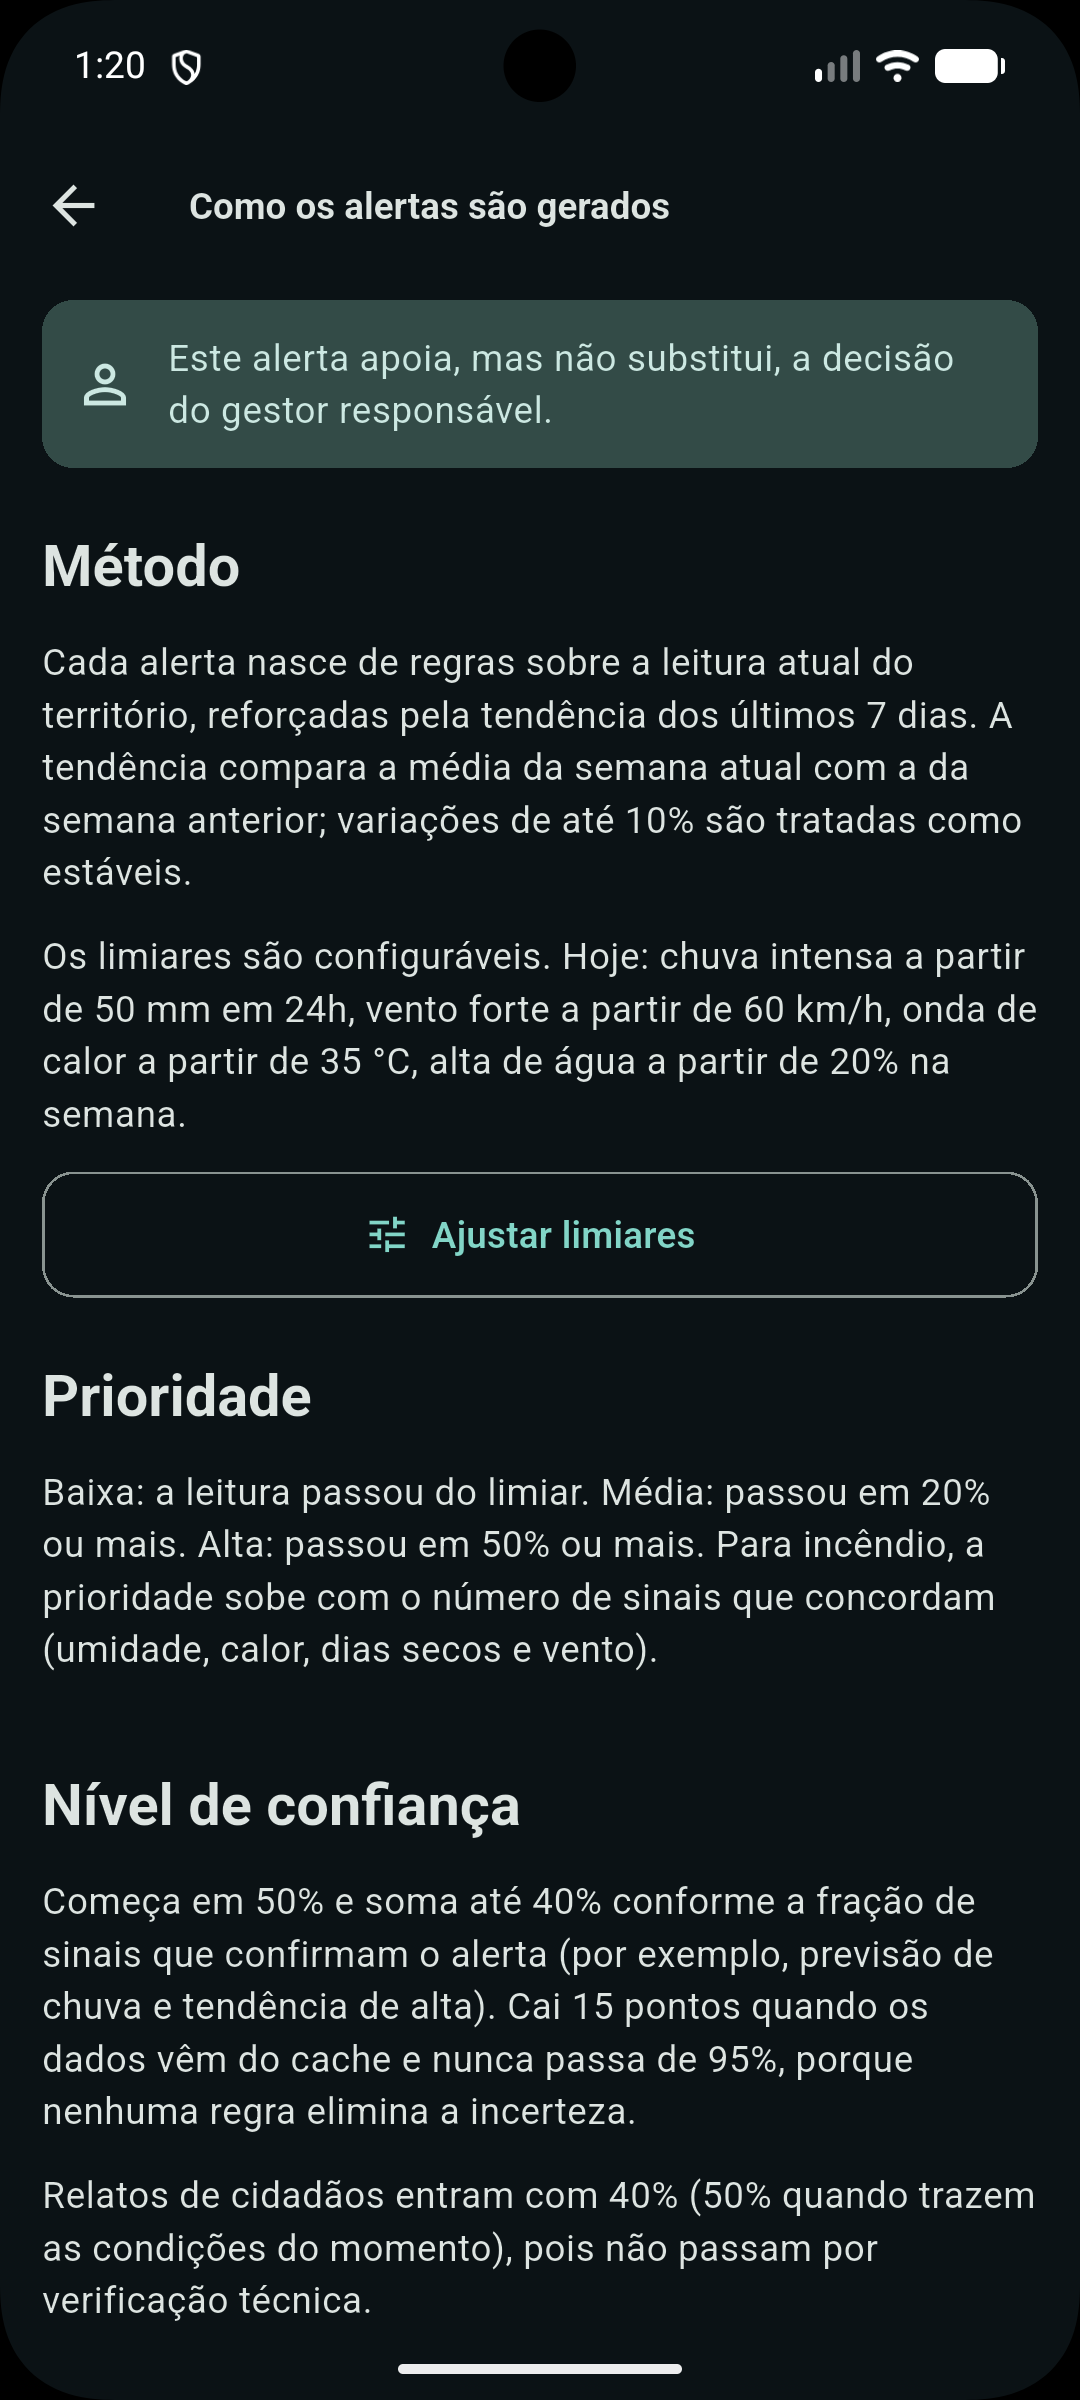 1:20
Como os alertas são gerados
Este alerta apoia, mas não substitui, a decisão
do gestor responsável.
Método
Cada alerta nasce de regras sobre a leitura atual do
território, reforçadas pela tendência dos últimos 7 dias. A
tendência compara a média da semana atual com a da
semana anterior; variações de até 10% são tratadas como
estáveis.
Os limiares são configuráveis. Hoje: chuva intensa a partir
de 50 mm em 24h, vento forte a partir de 60 km/h, onda de
calor a partir de 35 °C, alta de água a partir de 20% na
semana.
Ajustar limiares
Prioridade
Baixa: a leitura passou do limiar. Média: passou em 20%
ou mais. Alta: passou em 50% ou mais. Para incêndio, a
prioridade sobe com o número de sinais que concordam
(umidade, calor, dias secos e vento).
Nível de confiança
Começa em 50% e soma até 40% conforme a fração de
sinais que confirmam o alerta (por exemplo, previsão de
chuva e tendência de alta). Cai 15 pontos quando os
dados vêm do cache e nunca passa de 95%, porque
nenhuma regra elimina a incerteza.
Relatos de cidadãos entram com 40% (50% quando trazem
as condições do momento), pois não passam por
verificação técnica.